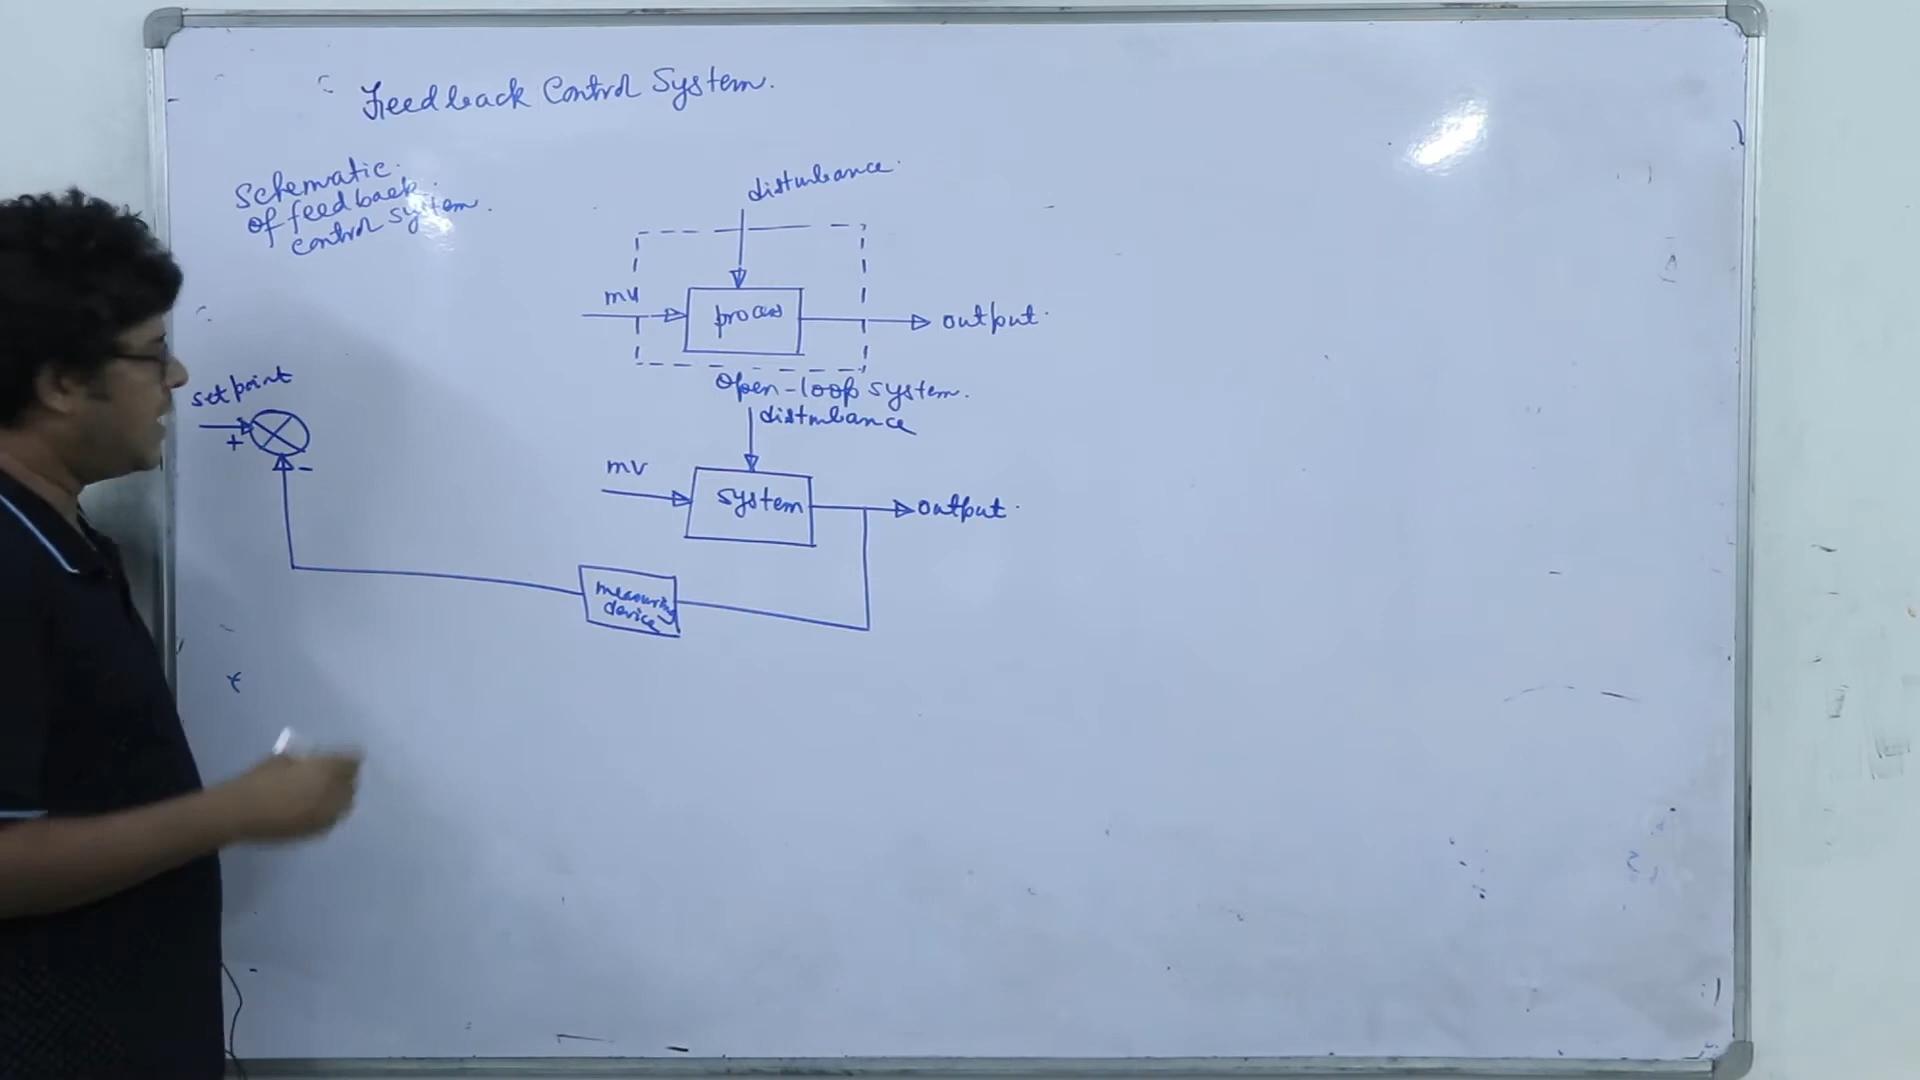 Feedback Control System.
Schematic
of feedback
control system.
disturbance
mv
process
output
open-loop system.
disturbance
set point
+
-
mv
system
output
measuring
device